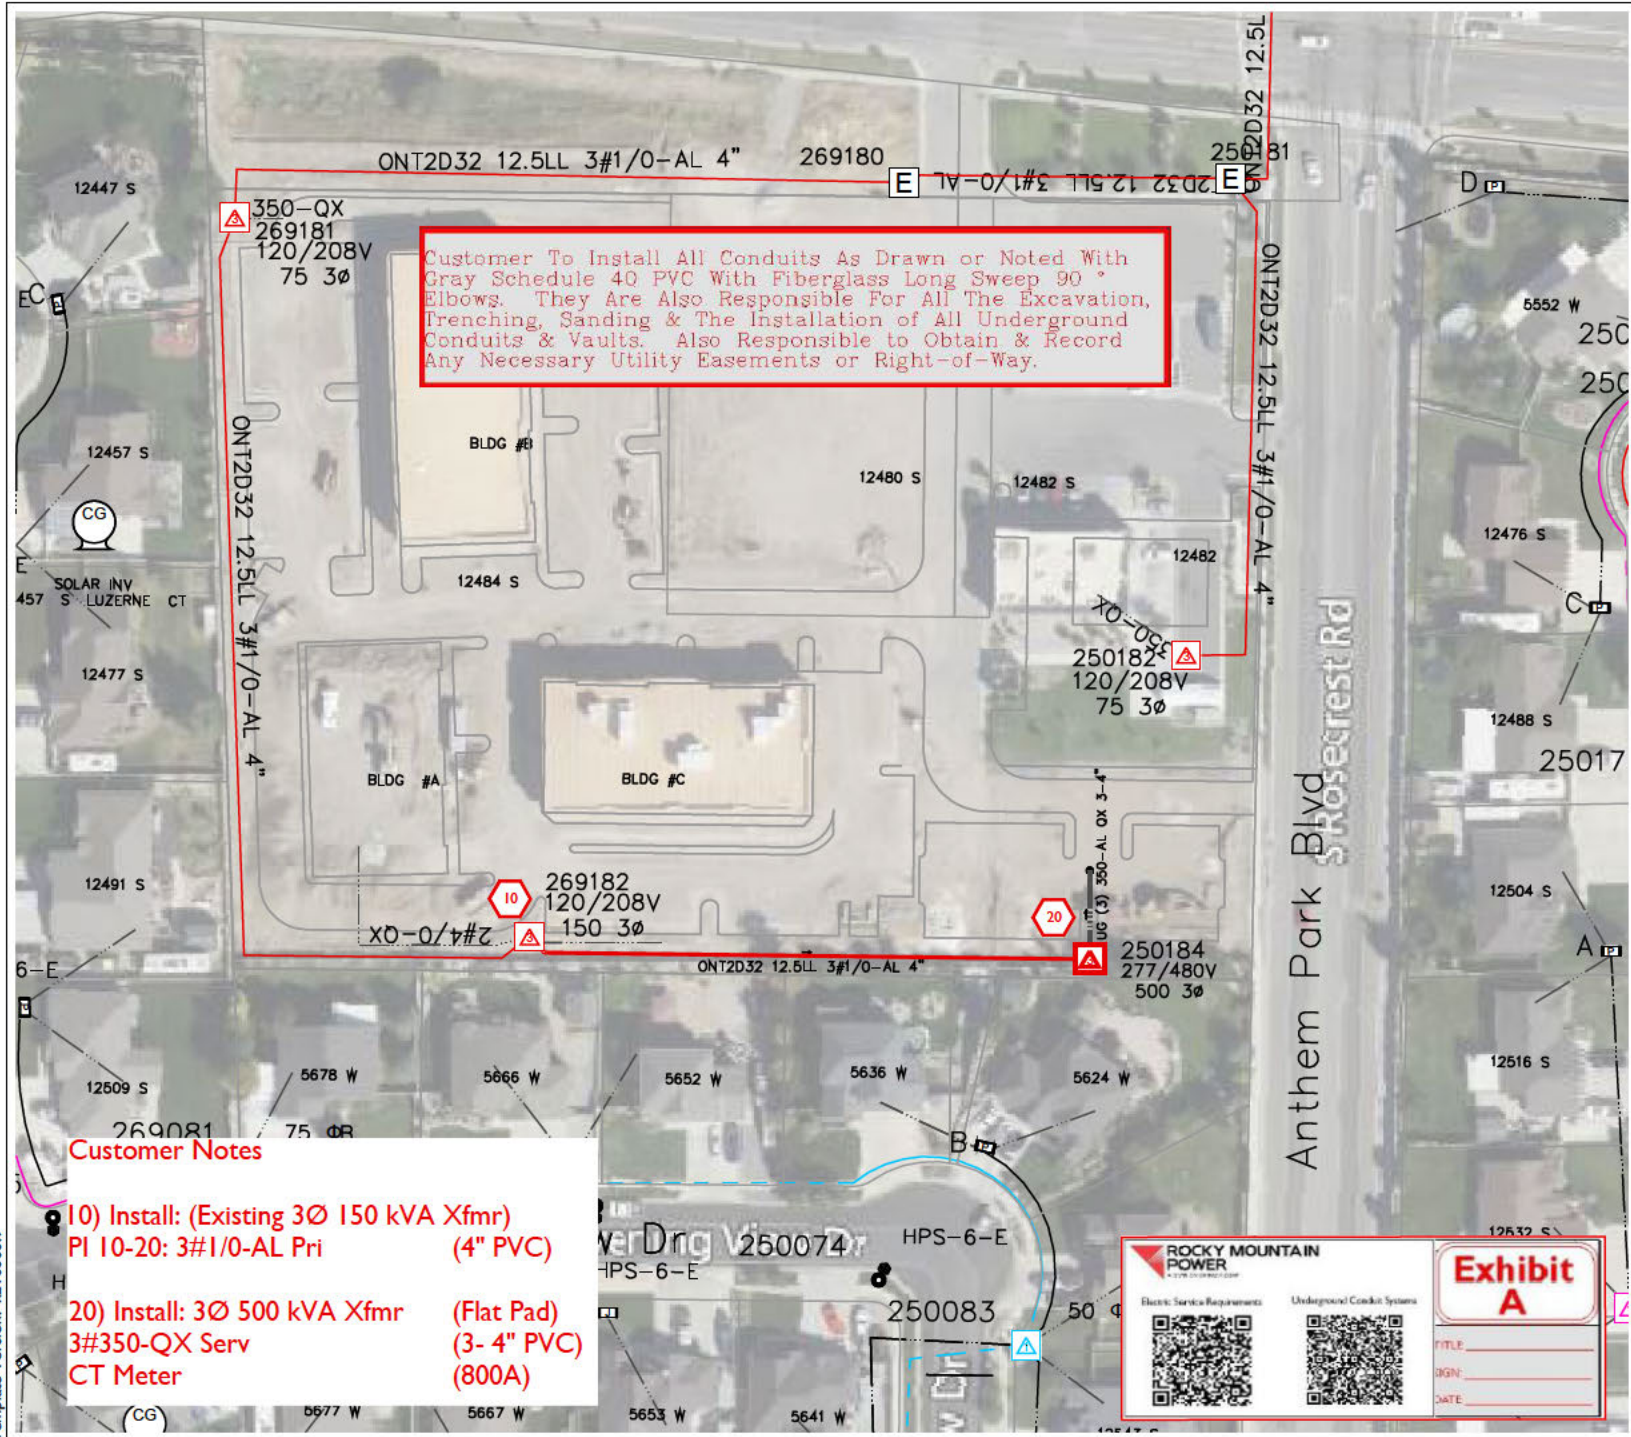 ONT2D32 12.5LL 3#1/0-AL 4"
269180
250181
ONT2D32 12.5L
2D32 12.5LL 3#1/0-AL
E
E
12447 S
350-QX
269181
120/208V
75 3ø
D
P
Customer To Install All Conduits As Drawn or Noted With
Gray Schedule 40 PVC With Fiberglass Long Sweep 90 °
Elbows. They Are Also Responsible For All The Excavation,
Trenching, Sanding & The Installation of All Underground
Conduits & Vaults. Also Responsible to Obtain & Record
Any Necessary Utility Easements or Right-of-Way.
EC
P
5552 W
250
250
ONT2D32 12.5LL 3#1/0-AL 4"
ONT2D32 12.5LL 3#1/0-AL 4"
12457 S
BLDG #B
12480 S
12482 S
CG
12476 S
12482
E
SOLAR INV
457 S LUZERNE CT
12484 S
C
P
350-QX
250182
120/208V
75 3ø
12477 S
S Rosecrest Rd
12488 S
25017
BLDG #A
BLDG #C
UG (3) 350-AL QX 3-4"
Anthem Park Blvd
12491 S
12504 S
10
269182
120/208V
150 3ø
20
2#4/0-QX
250184
277/480V
500 3ø
ONT2D32 12.5LL 3#1/0-AL 4"
A
P
6-E
12509 S
5678 W
5666 W
5652 W
5636 W
5624 W
12516 S
269081
75 ΦB
B
P
Customer Notes
10) Install: (Existing 3Ø 150 kVA Xfmr)
PI 10-20: 3#1/0-AL Pri (4" PVC)
20) Install: 3Ø 500 kVA Xfmr (Flat Pad)
3#350-QX Serv (3- 4" PVC)
CT Meter (800A)
w Dr
250074
HPS-6-E
HPS-6-E
12532 S
250083
50 Φ
w Dr
ROCKY MOUNTAIN
POWER
Electric Service Requirements
Underground Conduit Systems
Exhibit
A
TITLE
SIGN:
DATE
CG
5677 W
5667 W
5653 W
5641 W
12543 S